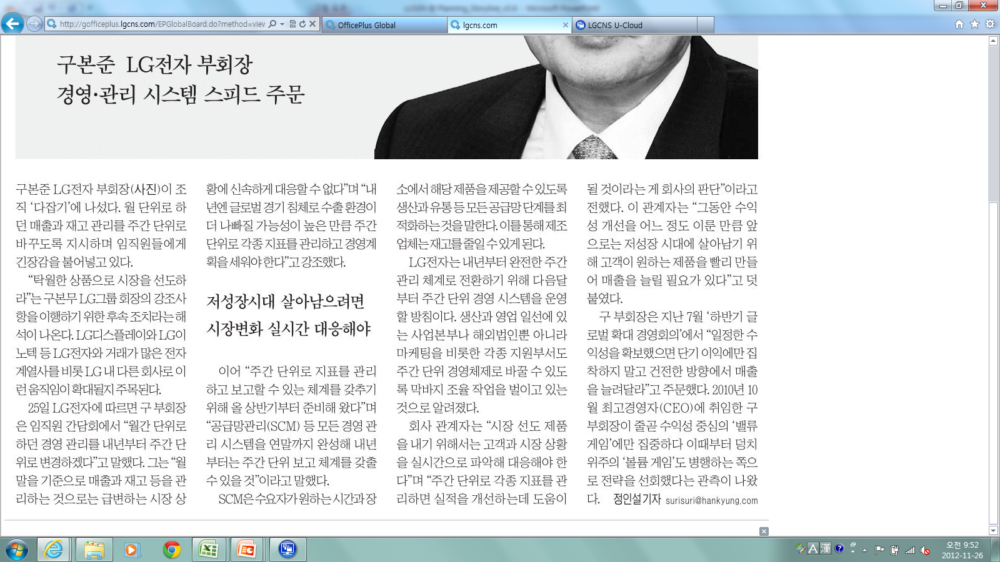 http://gofficeplus.lgcns.com/EPGlobalBoard.do?method=view
OfficePlus Global
lgcns.com
LGCNS U-Cloud
구본준 LG전자 부회장
경영·관리 시스템 스피드 주문
구본준 LG전자 부회장(사진)이 조
직 ‘다잡기’에 나섰다. 월 단위로 하
던 매출과 재고 관리를 주간 단위로
바꾸도록 지시하며 임직원들에게
긴장감을 불어넣고 있다.
“탁월한 상품으로 시장을 선도하
라”는 구본무 LG그룹 회장의 강조사
항을 이행하기 위한 후속 조치라는 해
석이 나온다. LG디스플레이와 LG이
노텍 등 LG전자와 거래가 많은 전자
계열사를 비롯 LG 내 다른 회사로 이
런 움직임이 확대될지 주목된다.
25일 LG전자에 따르면 구 부회장
은 임직원 간담회에서 “월간 단위로
하던 경영 관리를 내년부터 주간 단
위로 변경하겠다”고 말했다. 그는 “월
말을 기준으로 매출과 재고 등을 관
리하는 것으로는 급변하는 시장 상
황에 신속하게 대응할 수 없다”며 “내
년엔 글로벌 경기 침체로 수출 환경이
더 나빠질 가능성이 높은 만큼 주간
단위로 각종 지표를 관리하고 경영계
획을 세워야 한다”고 강조했다.
저성장시대 살아남으려면
시장변화 실시간 대응해야
이어 “주간 단위로 지표를 관리
하고 보고할 수 있는 체계를 갖추기
위해 올 상반기부터 준비해 왔다”며
“공급망관리(SCM) 등 모든 경영 관
리 시스템을 연말까지 완성해 내년
부터는 주간 단위 보고 체계를 갖출
수 있을 것”이라고 말했다.
SCM은 수요자가 원하는 시간과 장
소에서 해당 제품을 제공할 수 있도록
생산과 유통 등 모든 공급망 단계를 최
적화하는 것을 말한다. 이를 통해 제조
업체는 재고를 줄일 수 있게 된다.
LG전자는 내년부터 완전한 주간
관리 체계로 전환하기 위해 다음달
부터 주간 단위 경영 시스템을 운영
할 방침이다. 생산과 영업 일선에 있
는 사업본부나 해외법인뿐 아니라
마케팅을 비롯한 각종 지원부서도
주간 단위 경영체제로 바꿀 수 있도
록 막바지 조율 작업을 벌이고 있는
것으로 알려졌다.
회사 관계자는 “시장 선도 제품
을 내기 위해서는 고객과 시장 상황
을 실시간으로 파악해 대응해야 한
다”며 “주간 단위로 각종 지표를 관
리하면 실적을 개선하는데 도움이
될 것이라는 게 회사의 판단”이라고
전했다. 이 관계자는 “그동안 수익
성 개선을 어느 정도 이룬 만큼 앞
으로는 저성장 시대에 살아남기 위
해 고객이 원하는 제품을 빨리 만들
어 매출을 늘릴 필요가 있다”고 덧
붙였다.
구 부회장은 지난 7월 ‘하반기 글
로벌 확대 경영회의’에서 “일정한 수
익성을 확보했으면 단기 이익에만 집
착하지 말고 건전한 방향에서 매출
을 늘려달라”고 주문했다. 2010년 10
월 최고경영자(CEO)에 취임한 구
부회장이 줄곧 수익성 중심의 ‘밸류
게임’에만 집중하다 이때부터 덩치
위주의 ‘볼륨 게임’도 병행하는 쪽으
로 전략을 선회했다는 관측이 나왔
다. 정인설 기자 surisuri@hankyung.com
A 漢
오전 9:52
2012-11-26